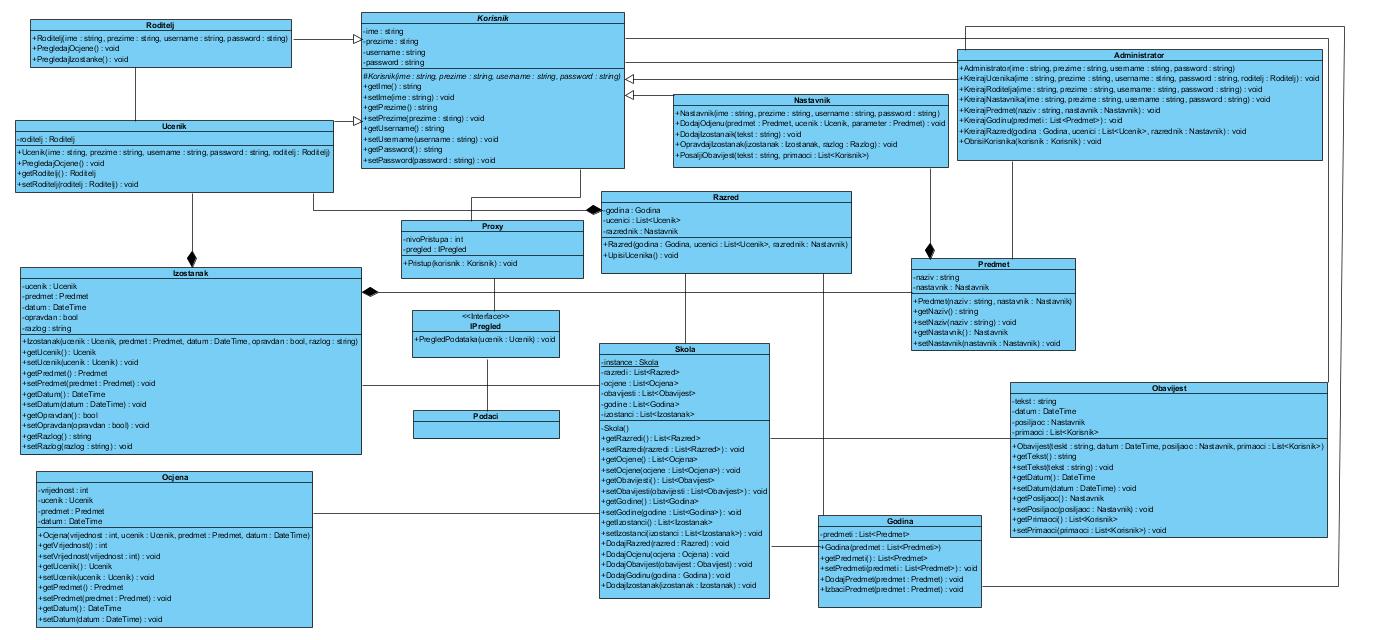 Roditelj
+Roditelj(ime : string, prezime : string, username : string, password : string)
+PregledajOcjene() : void
+PregledajIzostanke() : void
Korisnik
-ime : string
-prezime : string
-username : string
-password : string
#Korisnik(ime : string, prezime : string, username : string, password : string)
+getIme() : string
+setIme(ime : string) : void
+getPrezime() : string
+setPrezime(prezime : string) : void
+getUsername() : string
+setUsername(username : string) : void
+getPassword() : string
+setPassword(password : string) : void
Administrator
+Administrator(ime : string, prezime : string, username : string, password : string)
+KreirajUcenika(ime : string, prezime : string, username : string, password : string, roditelj : Roditelj) : void
+KreirajRoditelja(ime : string, prezime : string, username : string, password : string) : void
+KreirajNastavnika(ime : string, prezime : string, username : string, password : string) : void
+KreirajPredmet(naziv : string, nastavnik : Nastavnik) : void
+KreirajGodinu(predmeti : List<Predmet>) : void
+KreirajRazred(godina : Godina, ucenici : List<Ucenik>, razrednik : Nastavnik) : void
+ObrisiKorisnika(korisnik : Korisnik) : void
Nastavnik
+Nastavnik(ime : string, prezime : string, username : string, password : string)
+DodajOdjenu(predmet : Predmet, ucenik : Ucenik, parameter : Predmet) : void
+DodajIzostanaik(tekst : string) : void
+OpravdajIzostanak(izostanak : Izostanak, razlog : Razlog) : void
+PosaljiObavijest(tekst : string, primaoci : List<Korisnik>)
Ucenik
-roditelj : Roditelj
+Ucenik(ime : string, prezime : string, username : string, password : string, roditelj : Roditelj)
+PregledajOcjene() : void
+getRoditelj() : Roditelj
+setRoditelj(roditelj : Roditelj) : void
Razred
-godina : Godina
-ucenici : List<Ucenik>
-razrednik : Nastavnik
+Razred(godina : Godina, ucenici : List<Ucenik>, razrednik : Nastavnik)
+UpisiUcenika() : void
Proxy
-nivoPristupa : int
-pregled : IPregled
+Pristup(korisnik : Korisnik) : void
Predmet
-naziv : string
-nastavnik : Nastavnik
+Predmet(naziv : string, nastavnik : Nastavnik)
+getNaziv() : string
+setNaziv(naziv : string) : void
+getNastavnik() : Nastavnik
+setNastavnik(nastavnik : Nastavnik) : void
Izostanak
-ucenik : Ucenik
-predmet : Predmet
-datum : DateTime
-opravdan : bool
-razlog : string
+Izostanak(ucenik : Ucenik, predmet : Predmet, datum : DateTime, opravdan : bool, razlog : string)
+getUcenik() : Ucenik
+setUcenik(ucenik : Ucenik) : void
+getPredmet() : Predmet
+setPredmet(predmet : Predmet) : void
+getDatum() : DateTime
+setDatum(datum : DateTime) : void
+getOpravdan() : bool
+setOpravdan(opravdan : bool) : void
+getRazlog() : string
+setRazlog(razlog : string) : void
<<Interface>>
IPregled
+PregledPodataka(ucenik : Ucenik) : void
Podaci
Skola
-instance : Skola
-razredi : List<Razred>
-ocjene : List<Ocjena>
-obavijesti : List<Obavijest>
-godine : List<Godina>
-izostanci : List<Izostanak>
-Skola()
+getRazredi() : List<Razred>
+setRazredi(razredi : List<Razred>) : void
+getOcjene() : List<Ocjena>
+setOcjene(ocjene : List<Ocjena>) : void
+getObavijesti() : List<Obavijest>
+setObavijesti(obavijesti : List<Obavijest>) : void
+getGodine() : List<Godina>
+setGodine(godine : List<Godina>) : void
+getIzostanci() : List<Izostanak>
+setIzostanci(izostanci : List<Izostanak>) : void
+DodajRazred(razred : Razred) : void
+DodajOcjenu(ocjena : Ocjena) : void
+DodajObavijest(obavijest : Obavijest) : void
+DodajGodinu(godina : Godina) : void
+DodajIzostanak(izostanak : Izostanak) : void
Obavijest
-tekst : string
-datum : DateTime
-posiljaoc : Nastavnik
-primaoci : List<Korisnik>
+Obavijest(teskt : string, datum : DateTime, posiljaoc : Nastavnik, primaoci : List<Korisnik>)
+getTekst() : string
+setTekst(tekst : string) : void
+getDatum() : DateTime
+setDatum(datum : DateTime) : void
+getPosiljaoc() : Nastavnik
+setPosiljaoc(posiljaoc : Nastavnik) : void
+getPrimaoci() : List<Korisnik>
+setPrimaoci(primaoci : List<Korisnik>) : void
Ocjena
-vrijednost : int
-ucenik : Ucenik
-predmet : Predmet
-datum : DateTime
+Ocjena(vrijednost : int, ucenik : Ucenik, predmet : Predmet, datum : DateTime)
+getVrijednost() : int
+setVrijednost(vrijednost : int) : void
+getUcenik() : Ucenik
+setUcenik(ucenik : Ucenik) : void
+getPredmet() : Predmet
+setPredmet(predmet : Predmet) : void
+getDatum() : DateTime
+setDatum(datum : DateTime) : void
Godina
-predmeti : List<Predmet>
+Godina(predmet : List<Predmeti>)
+getPredmeti() : List<Predmet>
+setPredmeti(predmeti : List<Predmet>) : void
+DodajPredmet(predmet : Predmet) : void
+IzbaciPredmet(predmet : Predmet) : void